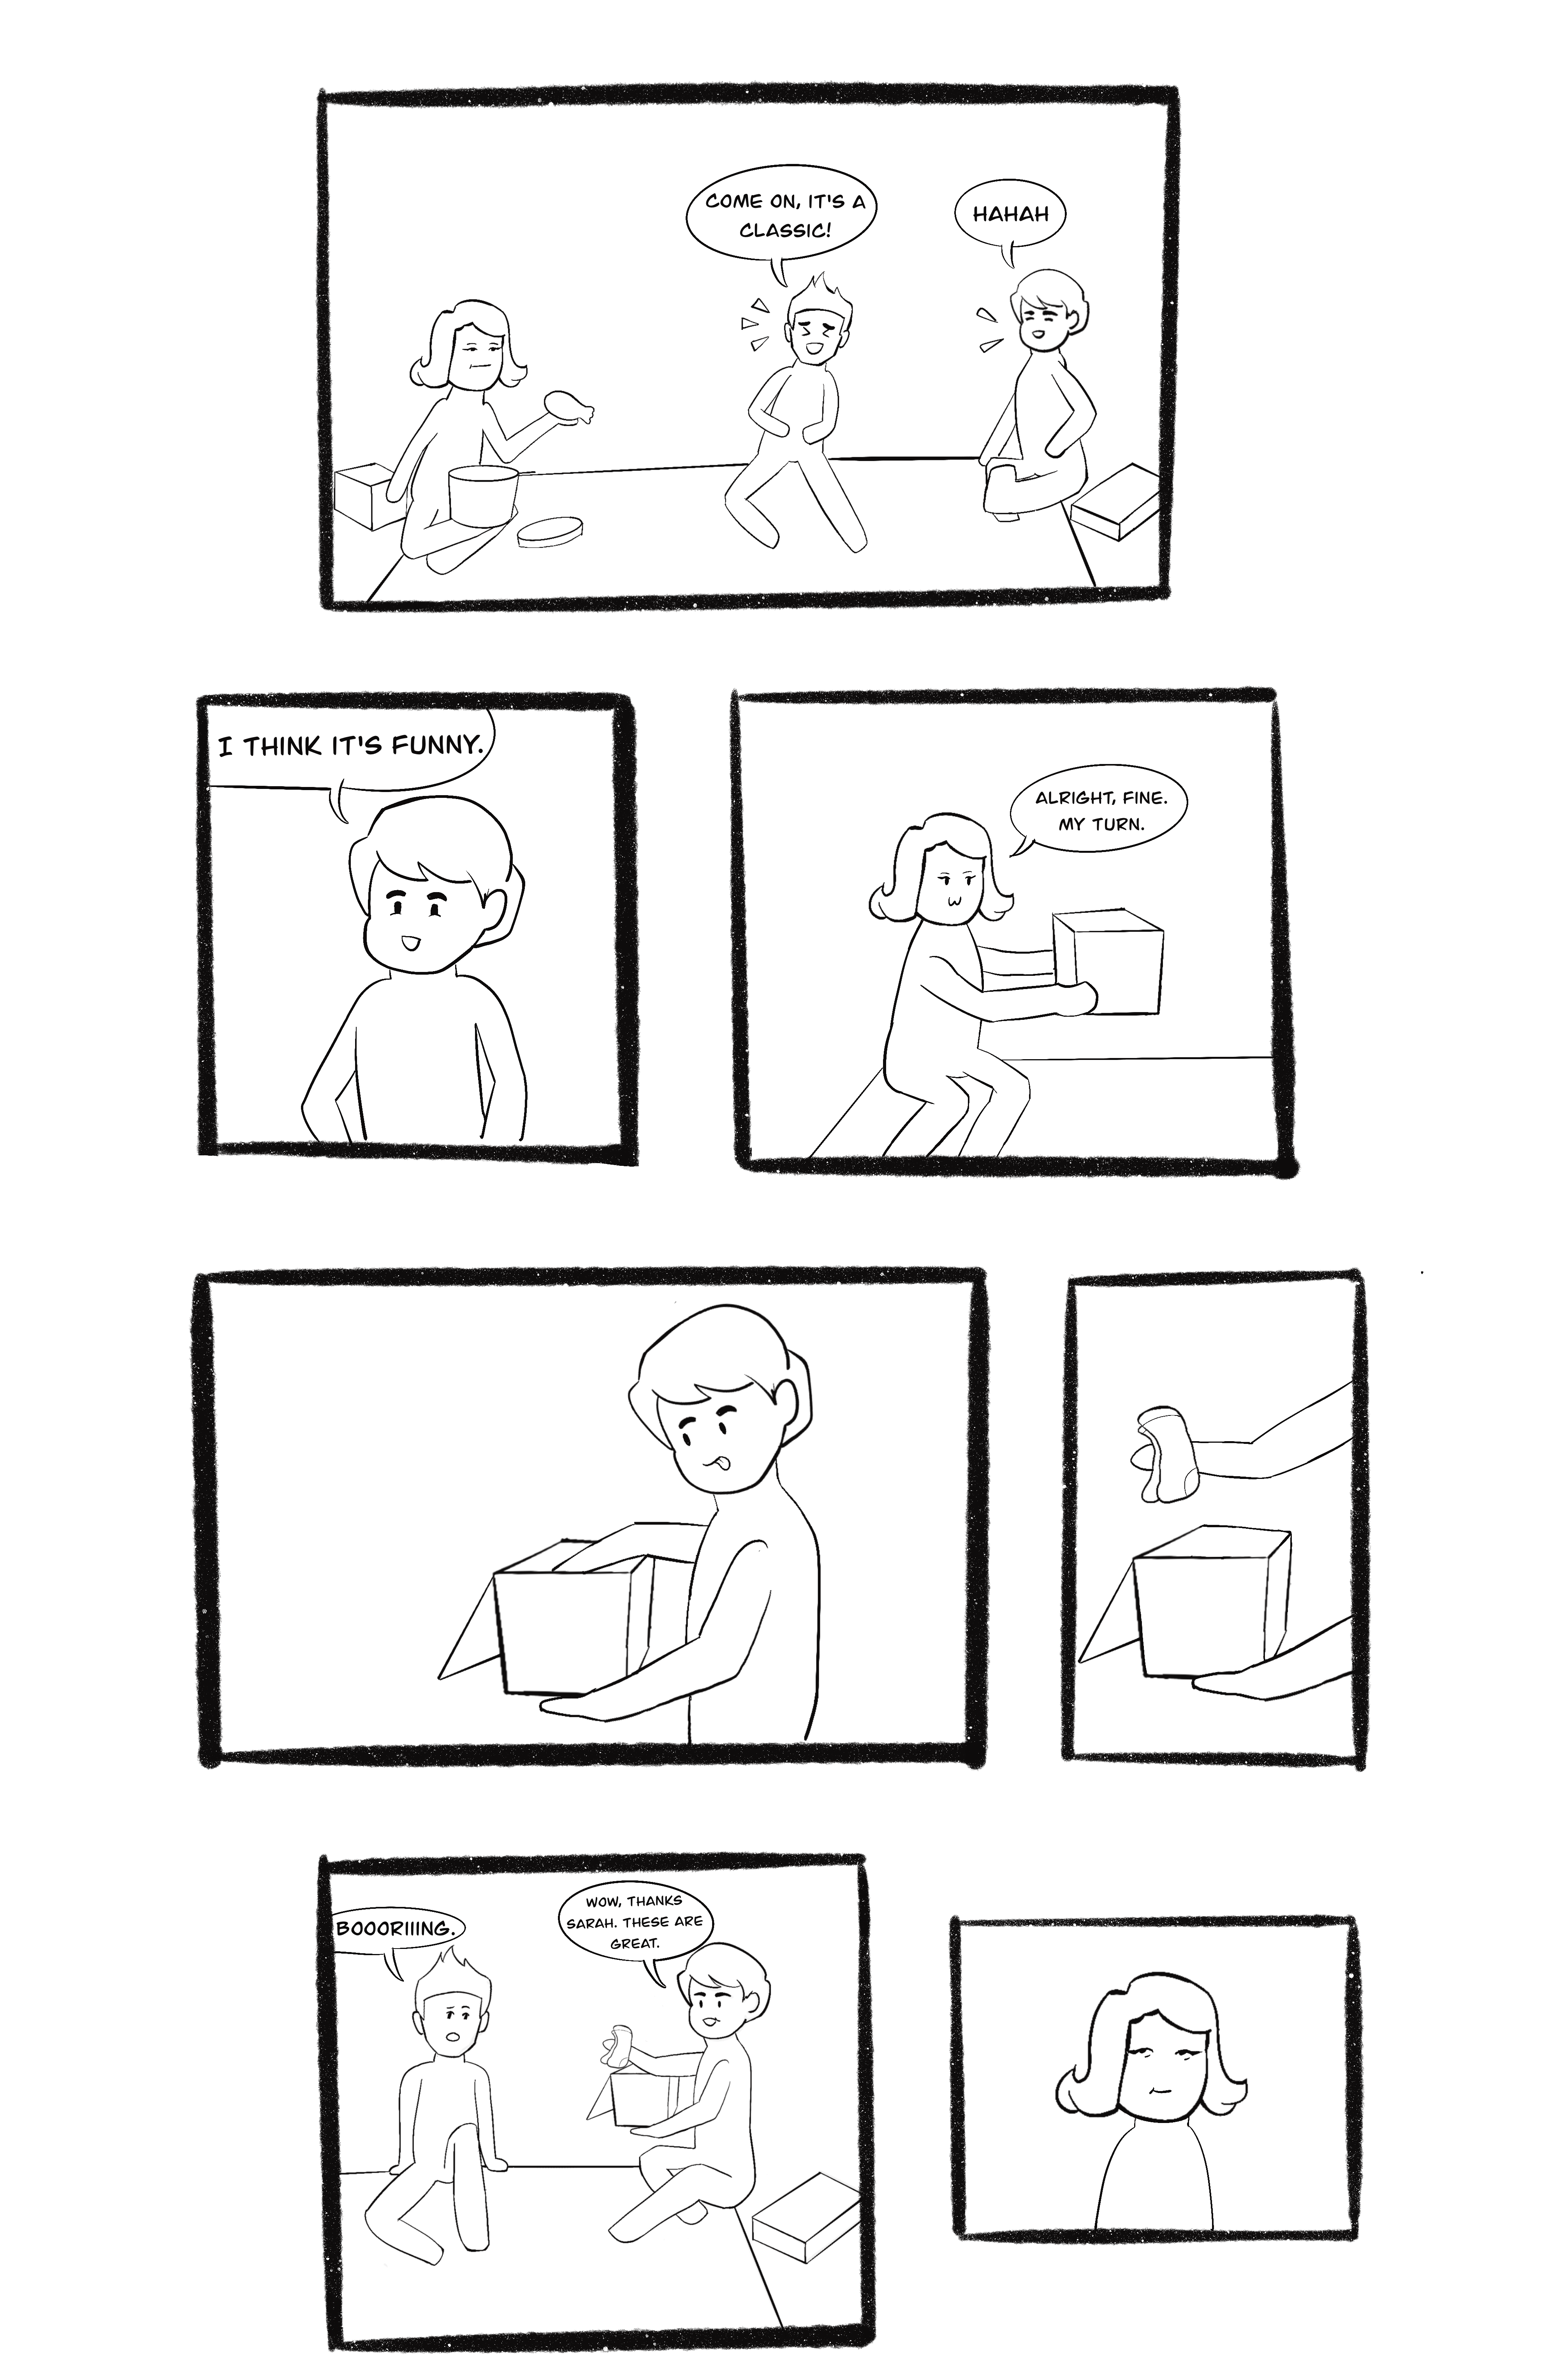 COME ON, IT'S A
CLASSIC!
HAHAH
I THINK IT'S FUNNY.
ALRIGHT, FINE.
MY TURN.
BOOORIIING.
WOW, THANKS
SARAH. THESE ARE
GREAT.